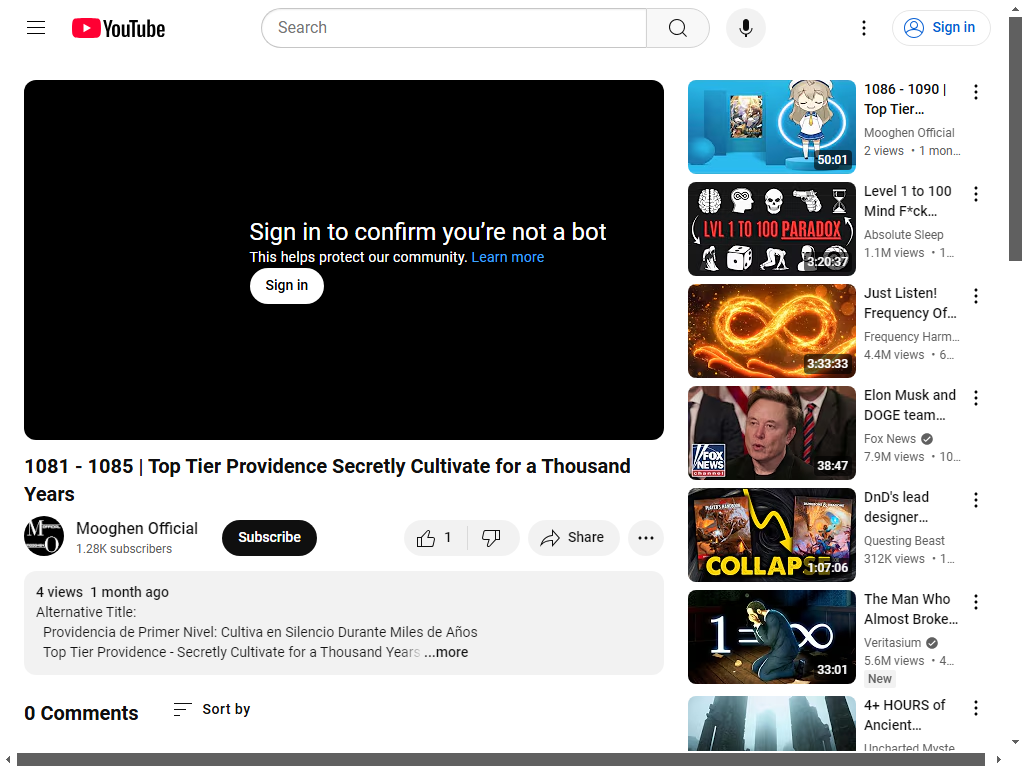 YouTube
Search
Sign in
Sign in to confirm you’re not a bot
This helps protect our community. Learn more
Sign in
1081 - 1085 | Top Tier Providence Secretly Cultivate for a Thousand
Years
Mooghen Official
1.28K subscribers
Subscribe
1
Share
4 views 1 month ago
Alternative Title:
Providencia de Primer Nivel: Cultiva en Silencio Durante Miles de Años
Top Tier Providence - Secretly Cultivate for a Thousand Years ...more
0 Comments
Sort by
50:01
1086 - 1090 |
Top Tier…
Mooghen Official
2 views • 1 mon…
LVL 1 TO 100 PARADOX
3:20:37
Level 1 to 100
Mind F*ck…
Absolute Sleep
1.1M views • 1…
3:33:33
Just Listen!
Frequency Of…
Frequency Harm…
4.4M views • 6…
FOX
NEWS
channel
38:47
Elon Musk and
DOGE team…
Fox News
7.9M views • 10…
COLLAPSE
1:07:06
DnD's lead
designer…
Questing Beast
312K views • 1…
1=∞
33:01
The Man Who
Almost Broke…
Veritasium
5.6M views • 4…
New
4+ HOURS of
Ancient…
Uncharted Myste